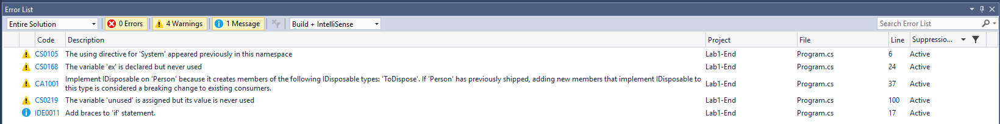 Error List
Entire Solution 0 Errors 4 Warnings 1 Message Build + IntelliSense Search Error List
Code Description Project File Line Suppressio...
CS0105 The using directive for 'System' appeared previously in this namespace Lab1-End Program.cs 6 Active
CS0168 The variable 'ex' is declared but never used Lab1-End Program.cs 24 Active
CA1001 Implement IDisposable on 'Person' because it creates members of the following IDisposable types: 'ToDispose'. If 'Person' has previously shipped, adding new members that implement IDisposable to
this type is considered a breaking change to existing consumers. Lab1-End Program.cs 37 Active
CS0219 The variable 'unused' is assigned but its value is never used Lab1-End Program.cs 100 Active
IDE0011 Add braces to 'if' statement. Lab1-End Program.cs 17 Active